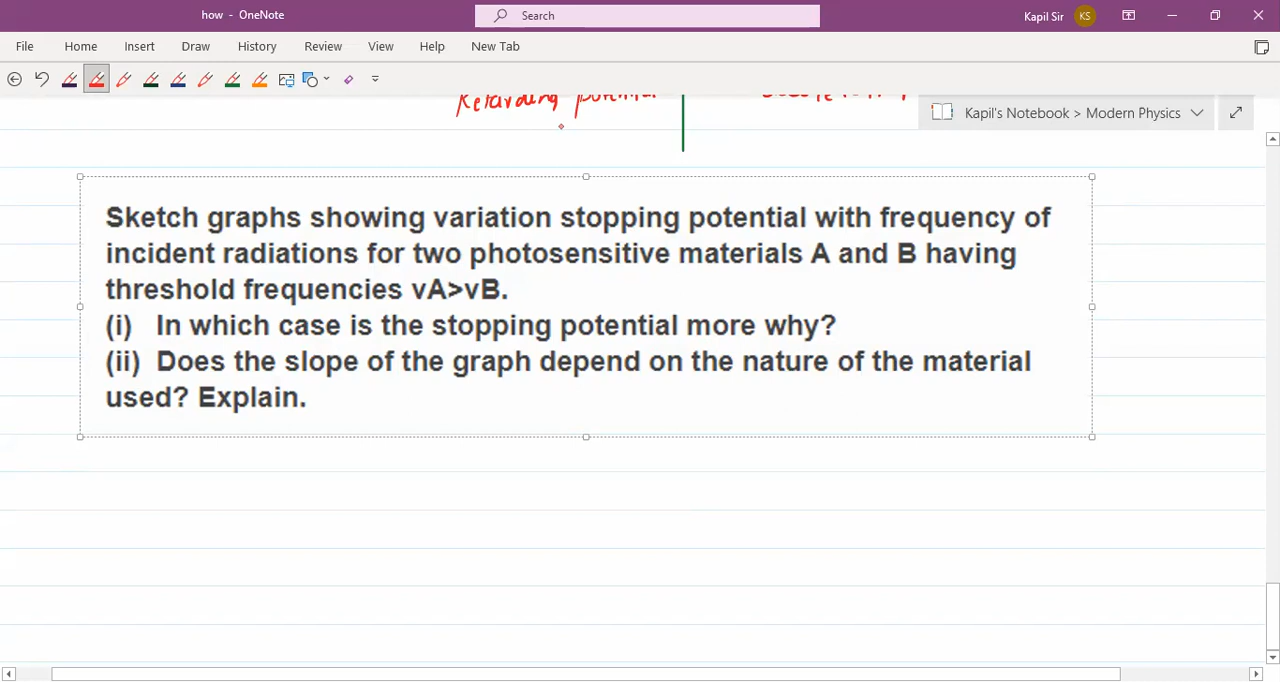 how - OneNote
Search
Kapil Sir
KS
File Home Insert Draw History Review View Help New Tab
Retarding potential
Kapil's Notebook > Modern Physics
Sketch graphs showing variation stopping potential with frequency of
incident radiations for two photosensitive materials A and B having
threshold frequencies vA>vB.
(i) In which case is the stopping potential more why?
(ii) Does the slope of the graph depend on the nature of the material
used? Explain.